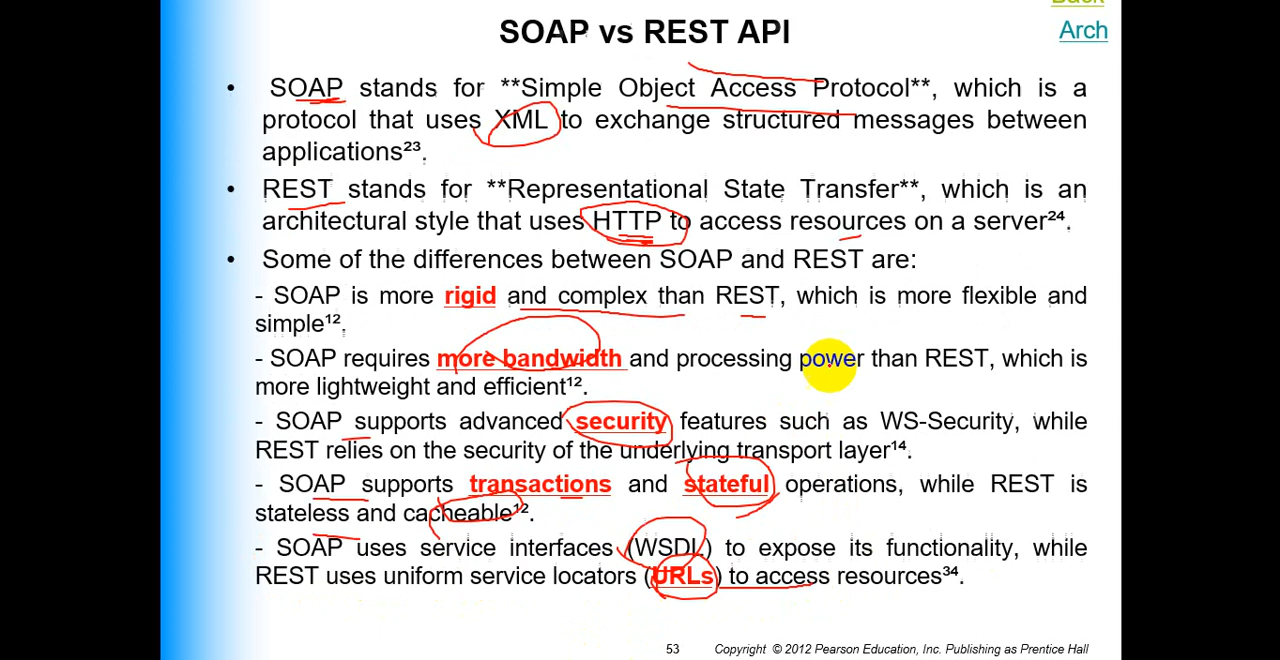 SOAP vs REST API
Arch
• SOAP stands for **Simple Object Access Protocol**, which is a
protocol that uses XML to exchange structured messages between
applications²³.
• REST stands for **Representational State Transfer**, which is an
architectural style that uses HTTP to access resources on a server²⁴.
• Some of the differences between SOAP and REST are:
- SOAP is more rigid and complex than REST, which is more flexible and
simple¹².
- SOAP requires more bandwidth and processing power than REST, which is
more lightweight and efficient¹².
- SOAP supports advanced security features such as WS-Security, while
REST relies on the security of the underlying transport layer¹⁴.
- SOAP supports transactions and stateful operations, while REST is
stateless and cacheable¹².
- SOAP uses service interfaces (WSDL) to expose its functionality, while
REST uses uniform service locators (URLs) to access resources³⁴.
53 Copyright © 2012 Pearson Education, Inc. Publishing as Prentice Hall